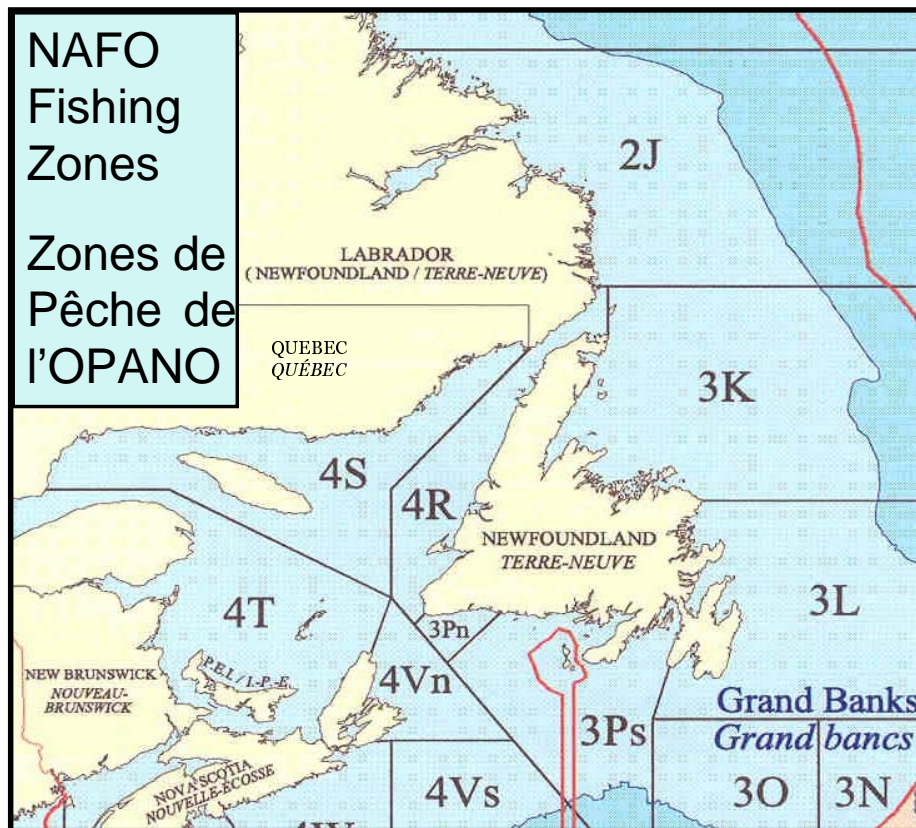 NAFO
Fishing
Zones
Zones de
Pêche de
l'OPANO
2J
LABRADOR
( NEWFOUNDLAND / TERRE-NEUVE)
QUEBEC
QUÉBEC
3K
4S
4R
NEWFOUNDLAND
TERRE-NEUVE
4T
3Pn
3L
P.E.I. / I.-P.-E.
NEW BRUNSWICK
NOUVEAU-
BRUNSWICK
4Vn
Grand Banks
Grand bancs
3Ps
NOVA SCOTIA
NOUVELLE-ÉCOSSE
4Vs
3O
3N